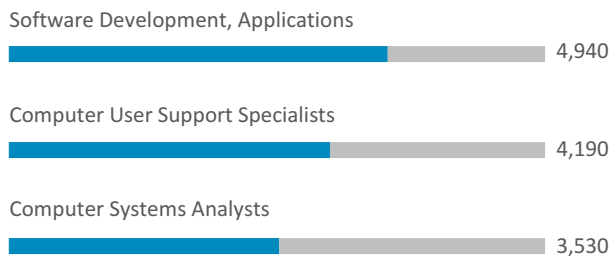 Software Development, Applications
4,940
Computer User Support Specialists
4,190
Computer Systems Analysts
3,530